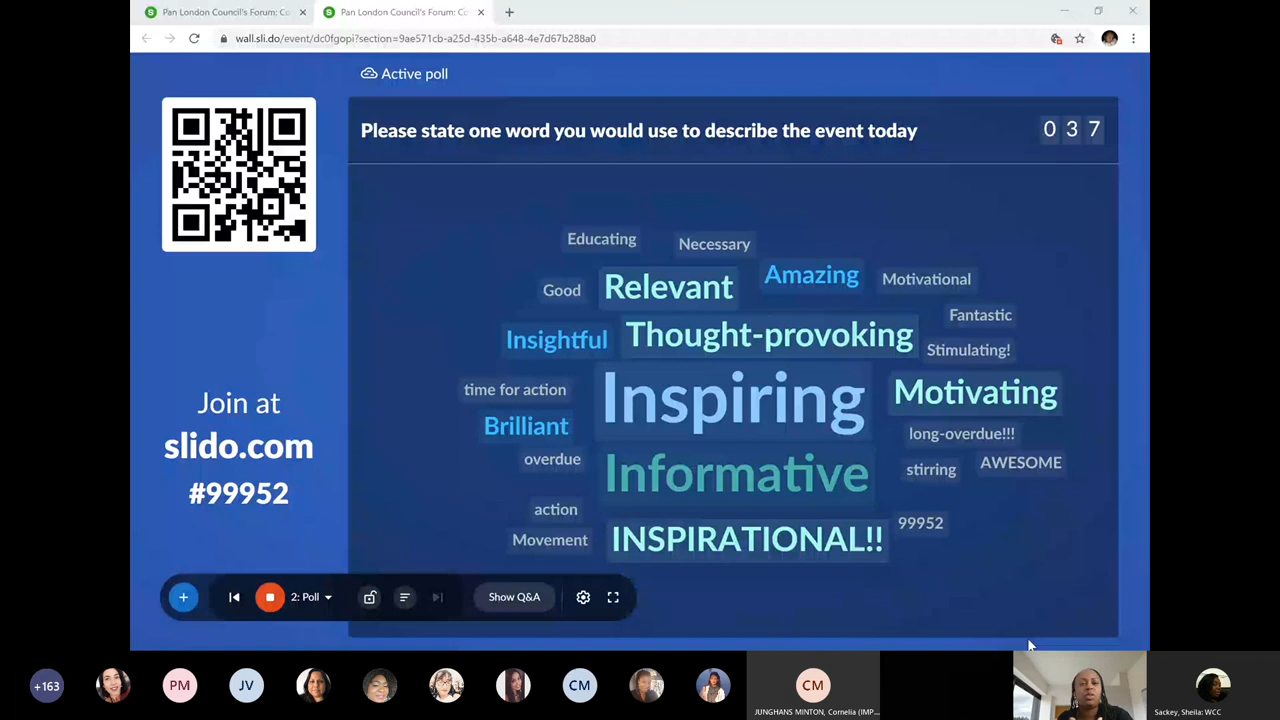 Pan London Council's Forum: Co
Pan London Council's Forum: Co
wall.sli.do/event/dc0fgopi?section=9ae571cb-a25d-435b-a648-4e7d67b288a0
Active poll
Please state one word you would use to describe the event today
037
Educating
Necessary
Good
Relevant
Amazing
Motivational
Fantastic
Insightful
Thought-provoking
Stimulating!
time for action
Inspiring
Motivating
Brilliant
long-overdue!!!
overdue
Informative
stirring
AWESOME
action
99952
Movement
INSPIRATIONAL!!
Join at
slido.com
#99952
2: Poll
Show Q&A
+163
PM
JV
CM
CM
JUNGHANS MINTON, Cornelia (IMP...
Sackey, Sheila: WCC